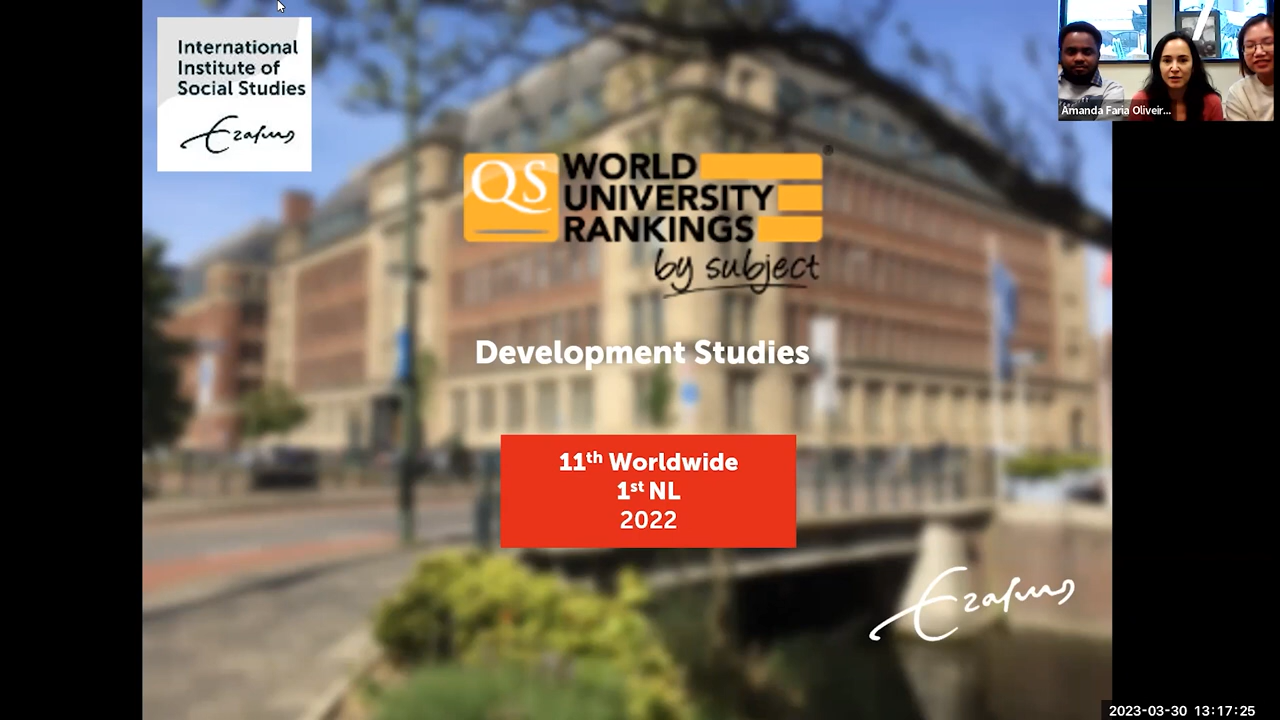 International
Institute of
Social Studies
Erasmus
Amanda Faria Oliveir...
QS WORLD
UNIVERSITY
RANKINGS
by subject
Development Studies
11th Worldwide
1st NL
2022
Erasmus
2023-03-30 13:17:25